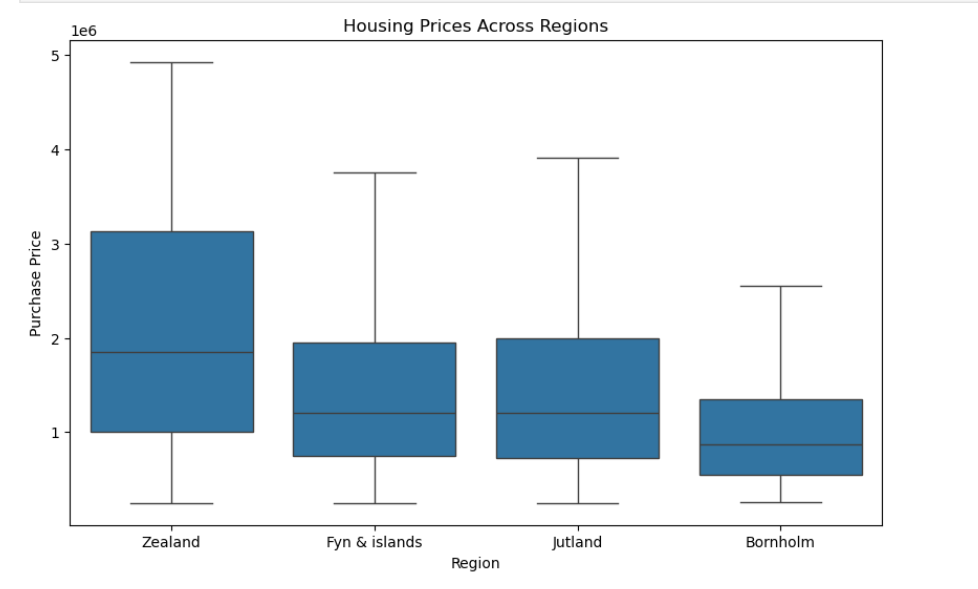 Housing Prices Across Regions
1e6
5
4
3
2
1
Purchase Price
Zealand
Fyn & islands
Jutland
Bornholm
Region